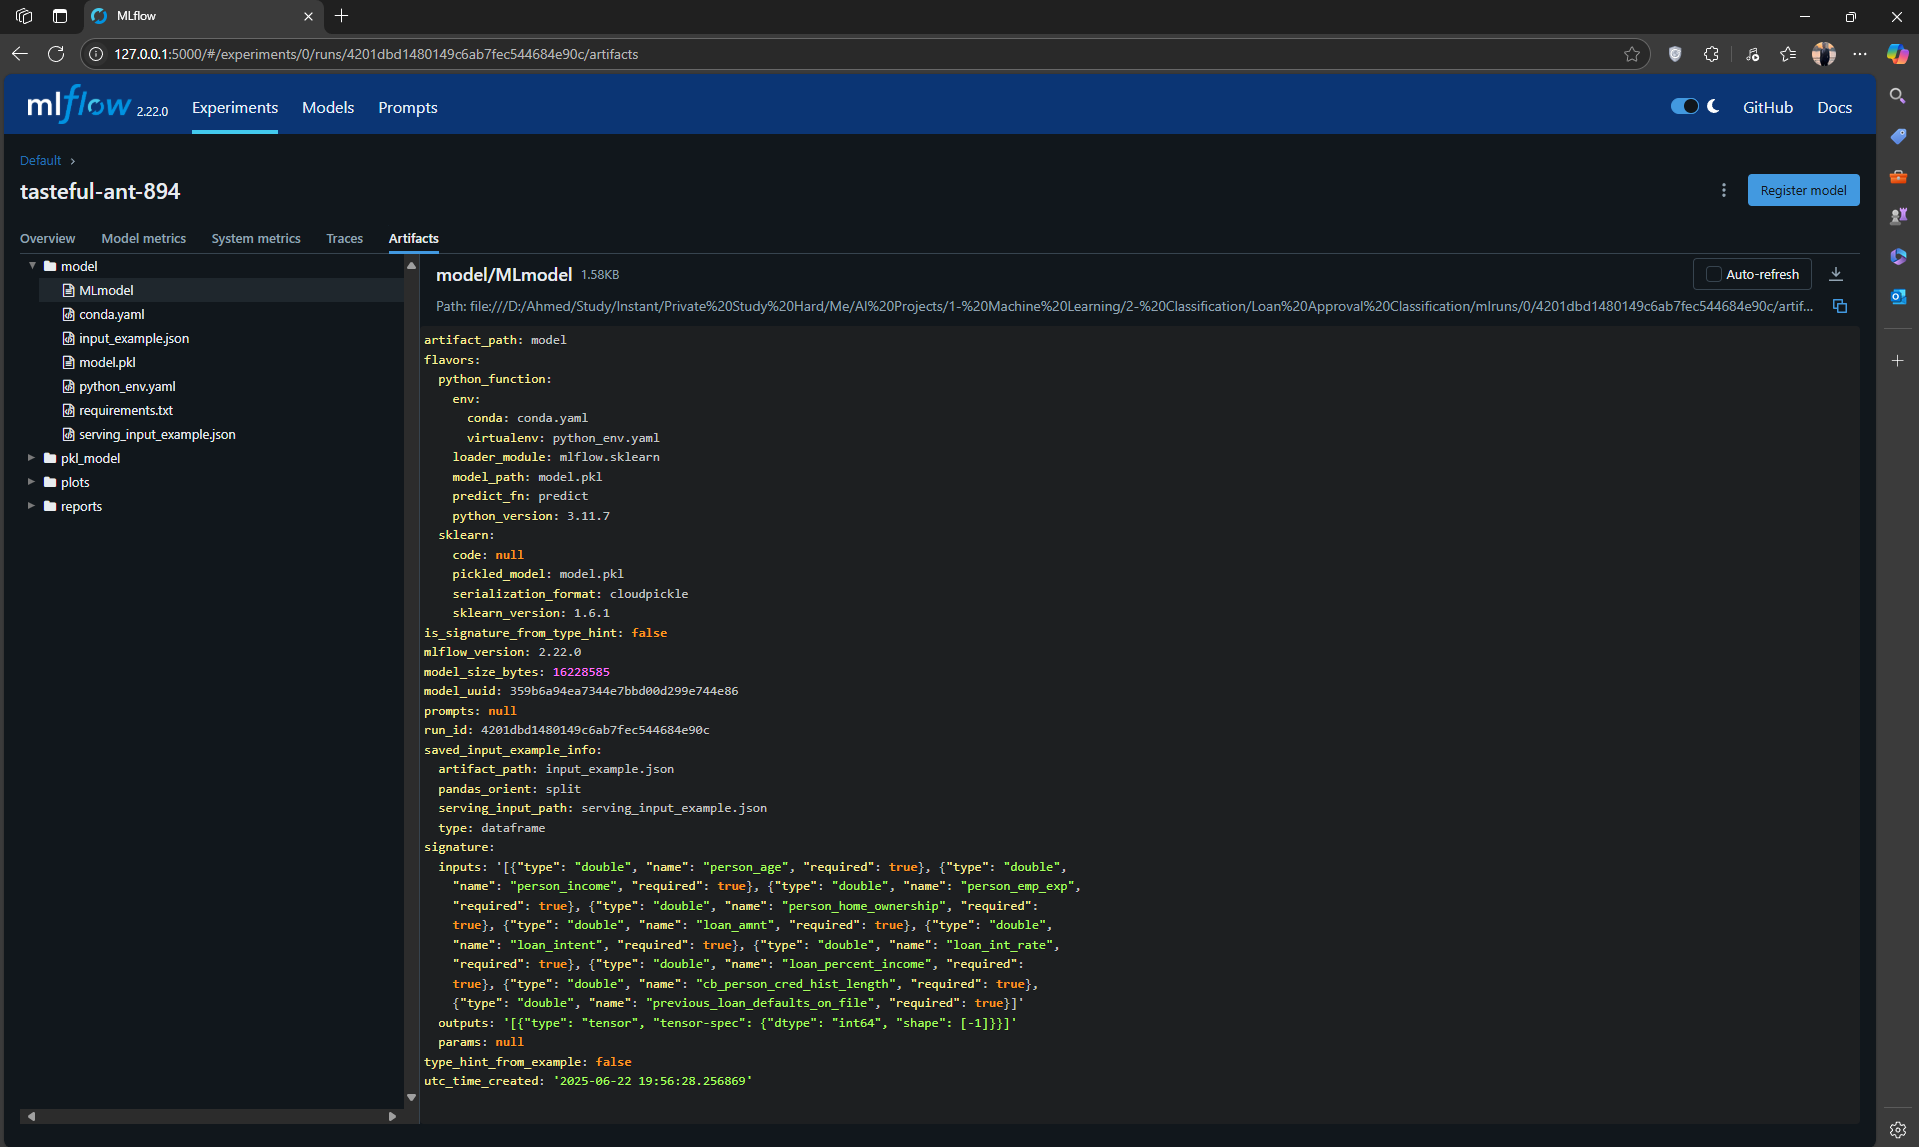 MLflow
127.0.0.1:5000/#/experiments/0/runs/4201dbd1480149c6ab7fec544684e90c/artifacts
mlflow 2.22.0 Experiments Models Prompts GitHub Docs
Default
tasteful-ant-894
Register model
Overview Model metrics System metrics Traces Artifacts
model
MLmodel
conda.yaml
input_example.json
model.pkl
python_env.yaml
requirements.txt
serving_input_example.json
pkl_model
plots
reports
model/MLmodel 1.58KB
Auto-refresh
Path: file:///D:/Ahmed/Study/Instant/Private%20Study%20Hard/Me/AI%20Projects/1-%20Machine%20Learning/2-%20Classification/Loan%20Approval%20Classification/mlruns/0/4201dbd1480149c6ab7fec544684e90c/artif...
artifact_path: model
flavors:
  python_function:
    env:
      conda: conda.yaml
      virtualenv: python_env.yaml
    loader_module: mlflow.sklearn
    model_path: model.pkl
    predict_fn: predict
    python_version: 3.11.7
  sklearn:
    code: null
    pickled_model: model.pkl
    serialization_format: cloudpickle
    sklearn_version: 1.6.1
is_signature_from_type_hint: false
mlflow_version: 2.22.0
model_size_bytes: 16228585
model_uuid: 359b6a94ea7344e7bbd00d299e744e86
prompts: null
run_id: 4201dbd1480149c6ab7fec544684e90c
saved_input_example_info:
  artifact_path: input_example.json
  pandas_orient: split
  serving_input_path: serving_input_example.json
  type: dataframe
signature:
  inputs: '[{"type": "double", "name": "person_age", "required": true}, {"type": "double",
    "name": "person_income", "required": true}, {"type": "double", "name": "person_emp_exp",
    "required": true}, {"type": "double", "name": "person_home_ownership", "required":
    true}, {"type": "double", "name": "loan_amnt", "required": true}, {"type": "double",
    "name": "loan_intent", "required": true}, {"type": "double", "name": "loan_int_rate",
    "required": true}, {"type": "double", "name": "loan_percent_income", "required":
    true}, {"type": "double", "name": "cb_person_cred_hist_length", "required": true},
    {"type": "double", "name": "previous_loan_defaults_on_file", "required": true}]'
  outputs: '[{"type": "tensor", "tensor-spec": {"dtype": "int64", "shape": [-1]}}]'
  params: null
type_hint_from_example: false
utc_time_created: '2025-06-22 19:56:28.256869'